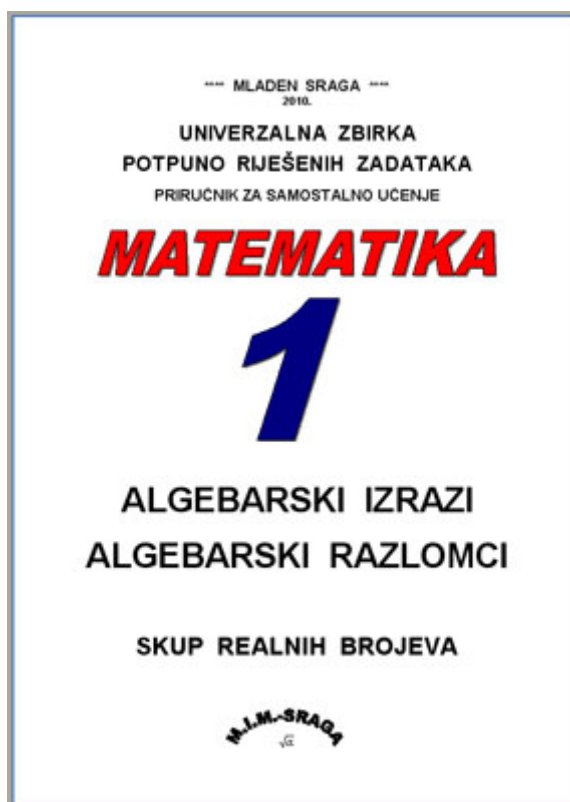 ---- MLADEN SRAGA ----
2010.
UNIVERZALNA ZBIRKA
POTPUNO RIJEŠENIH ZADATAKA
PRIRUČNIK ZA SAMOSTALNO UČENJE
MATEMATIKA
1
ALGEBARSKI IZRAZI
ALGEBARSKI RAZLOMCI
SKUP REALNIH BROJEVA
M.I.M.-SRAGA